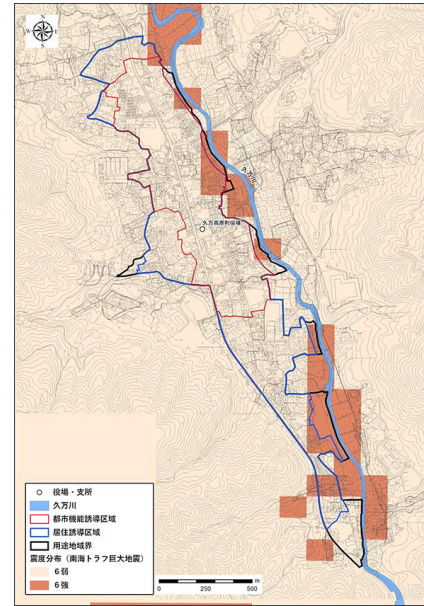 N
W
E
S
久万川
久万高原町役場
役場・支所
久万川
都市機能誘導区域
居住誘導区域
用途地域界
震度分布（南海トラフ巨大地震）
6弱
6強
0
250
500
m